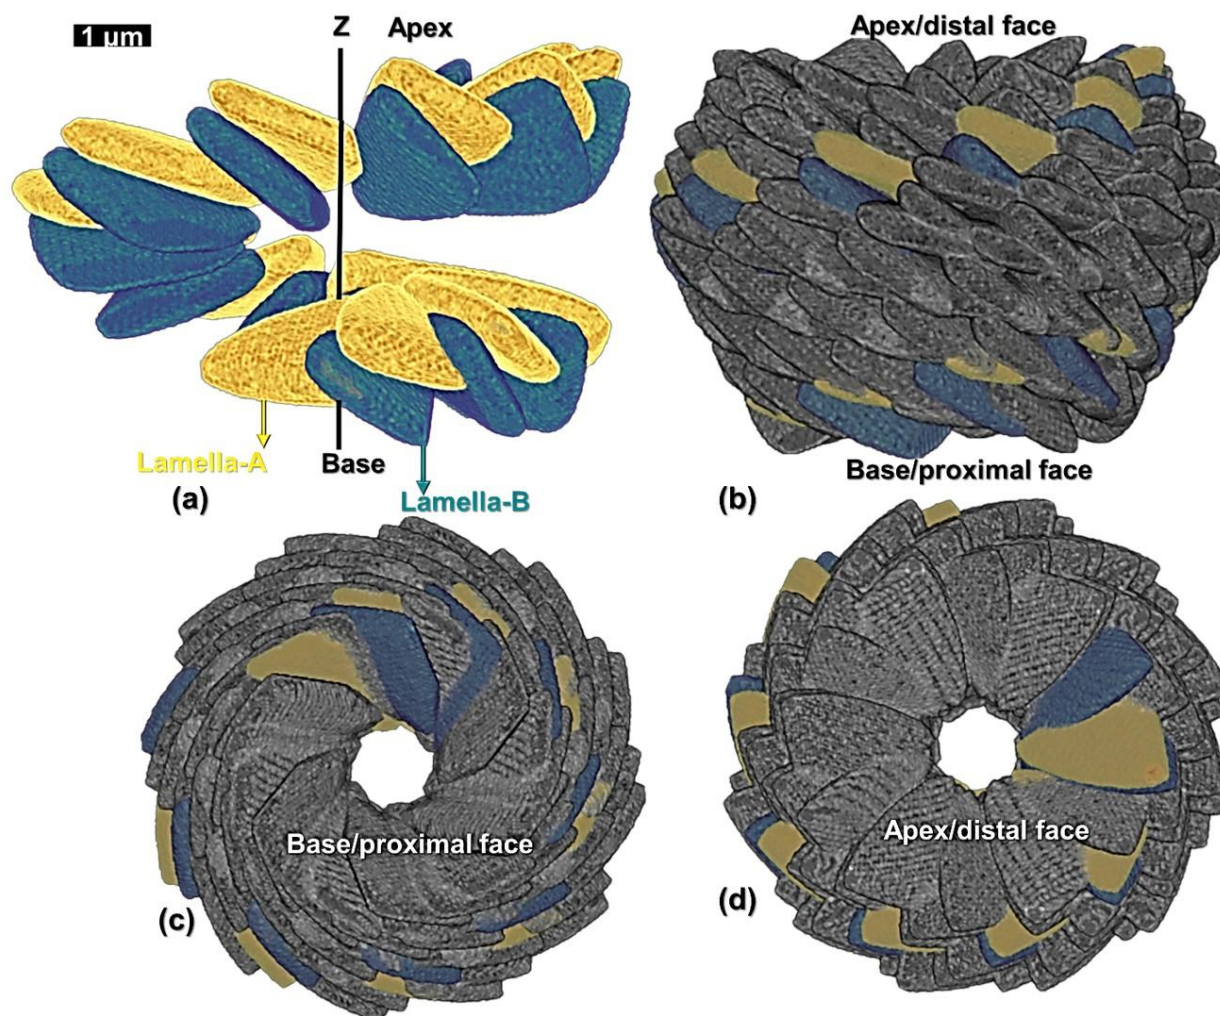 1 µm
Z
Apex
Lamella-A
Base
Lamella-B
(a)
Apex/distal face
Base/proximal face
(b)
Base/proximal face
(c)
Apex/distal face
(d)